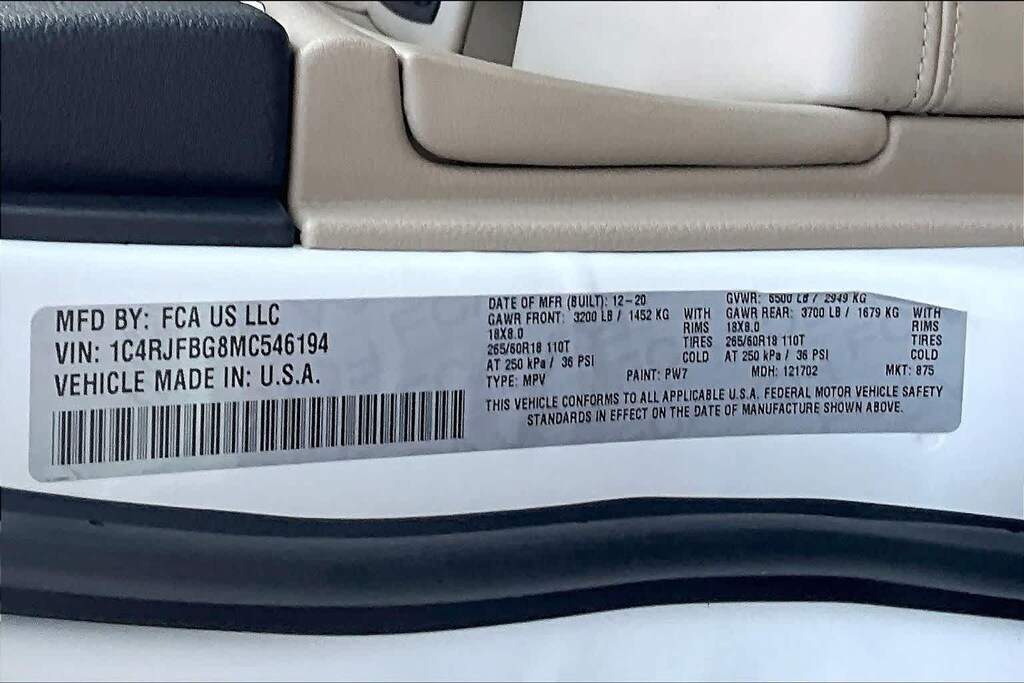 MFD BY: FCA US LLC
VIN: 1C4RJFBG8MC546194
VEHICLE MADE IN: U.S.A.
DATE OF MFR (BUILT): 12-20
GAWR FRONT: 3200 LB / 1452 KG WITH
18X8.0 RIMS
265/60R18 110T TIRES
AT 250 kPa / 36 PSI COLD
TYPE: MPV PAINT: PW7
GVWR: 6500 LB / 2949 KG
GAWR REAR: 3700 LB / 1679 KG WITH
18X8.0 RIMS
265/60R18 110T TIRES
AT 250 kPa / 36 PSI COLD
MDH: 121702 MKT: 875
THIS VEHICLE CONFORMS TO ALL APPLICABLE U.S.A. FEDERAL MOTOR VEHICLE SAFETY
STANDARDS IN EFFECT ON THE DATE OF MANUFACTURE SHOWN ABOVE.